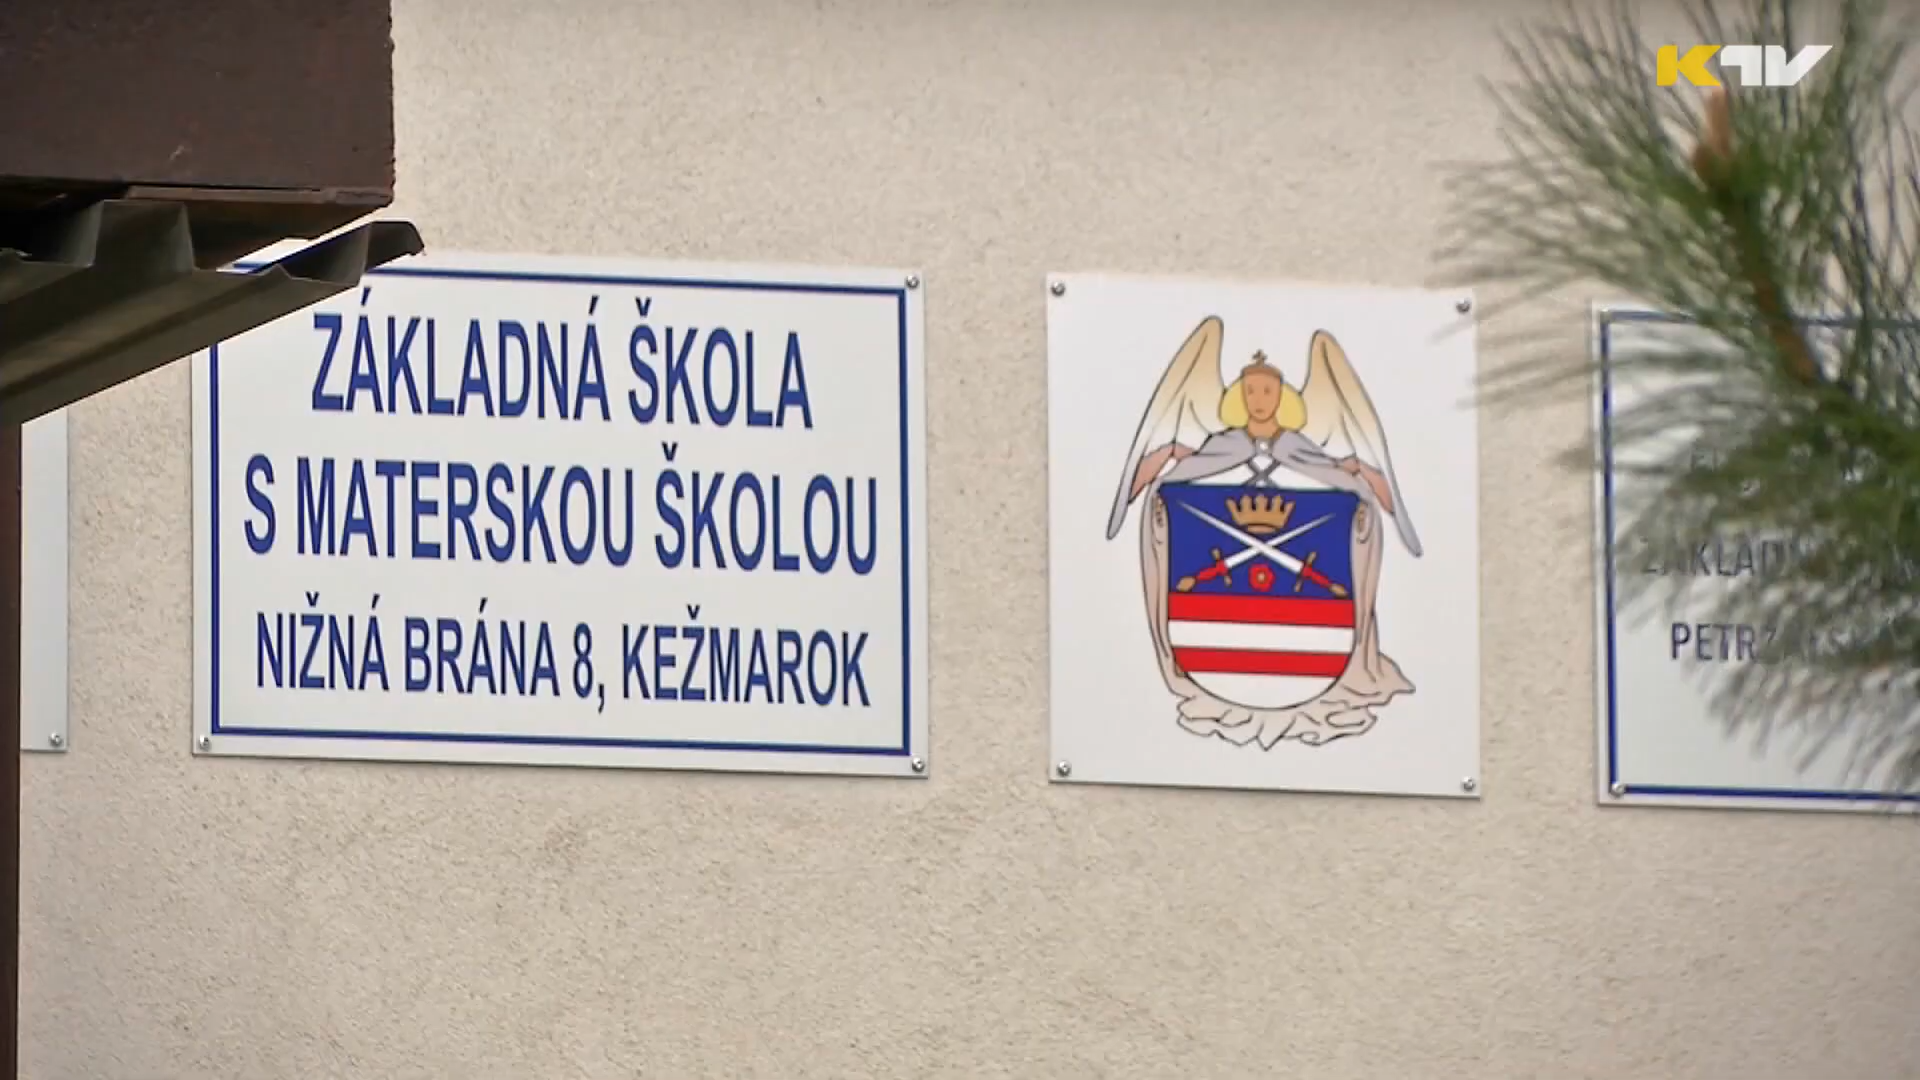 KTV
ZÁKLADNÁ ŠKOLA
S MATERSKOU ŠKOLOU
NIŽNÁ BRÁNA 8, KEŽMAROK